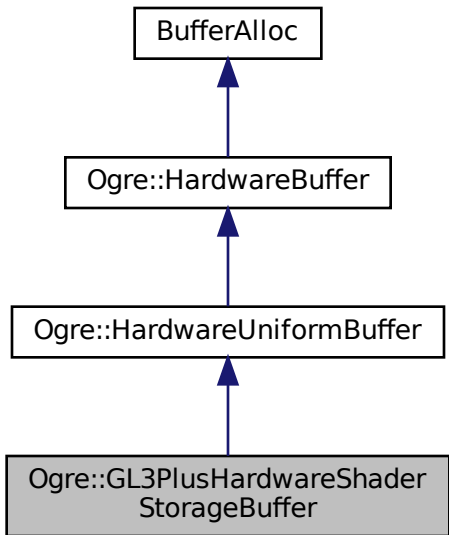 BufferAlloc
Ogre::HardwareBuffer
Ogre::HardwareUniformBuffer
Ogre::GL3PlusHardwareShader
StorageBuffer